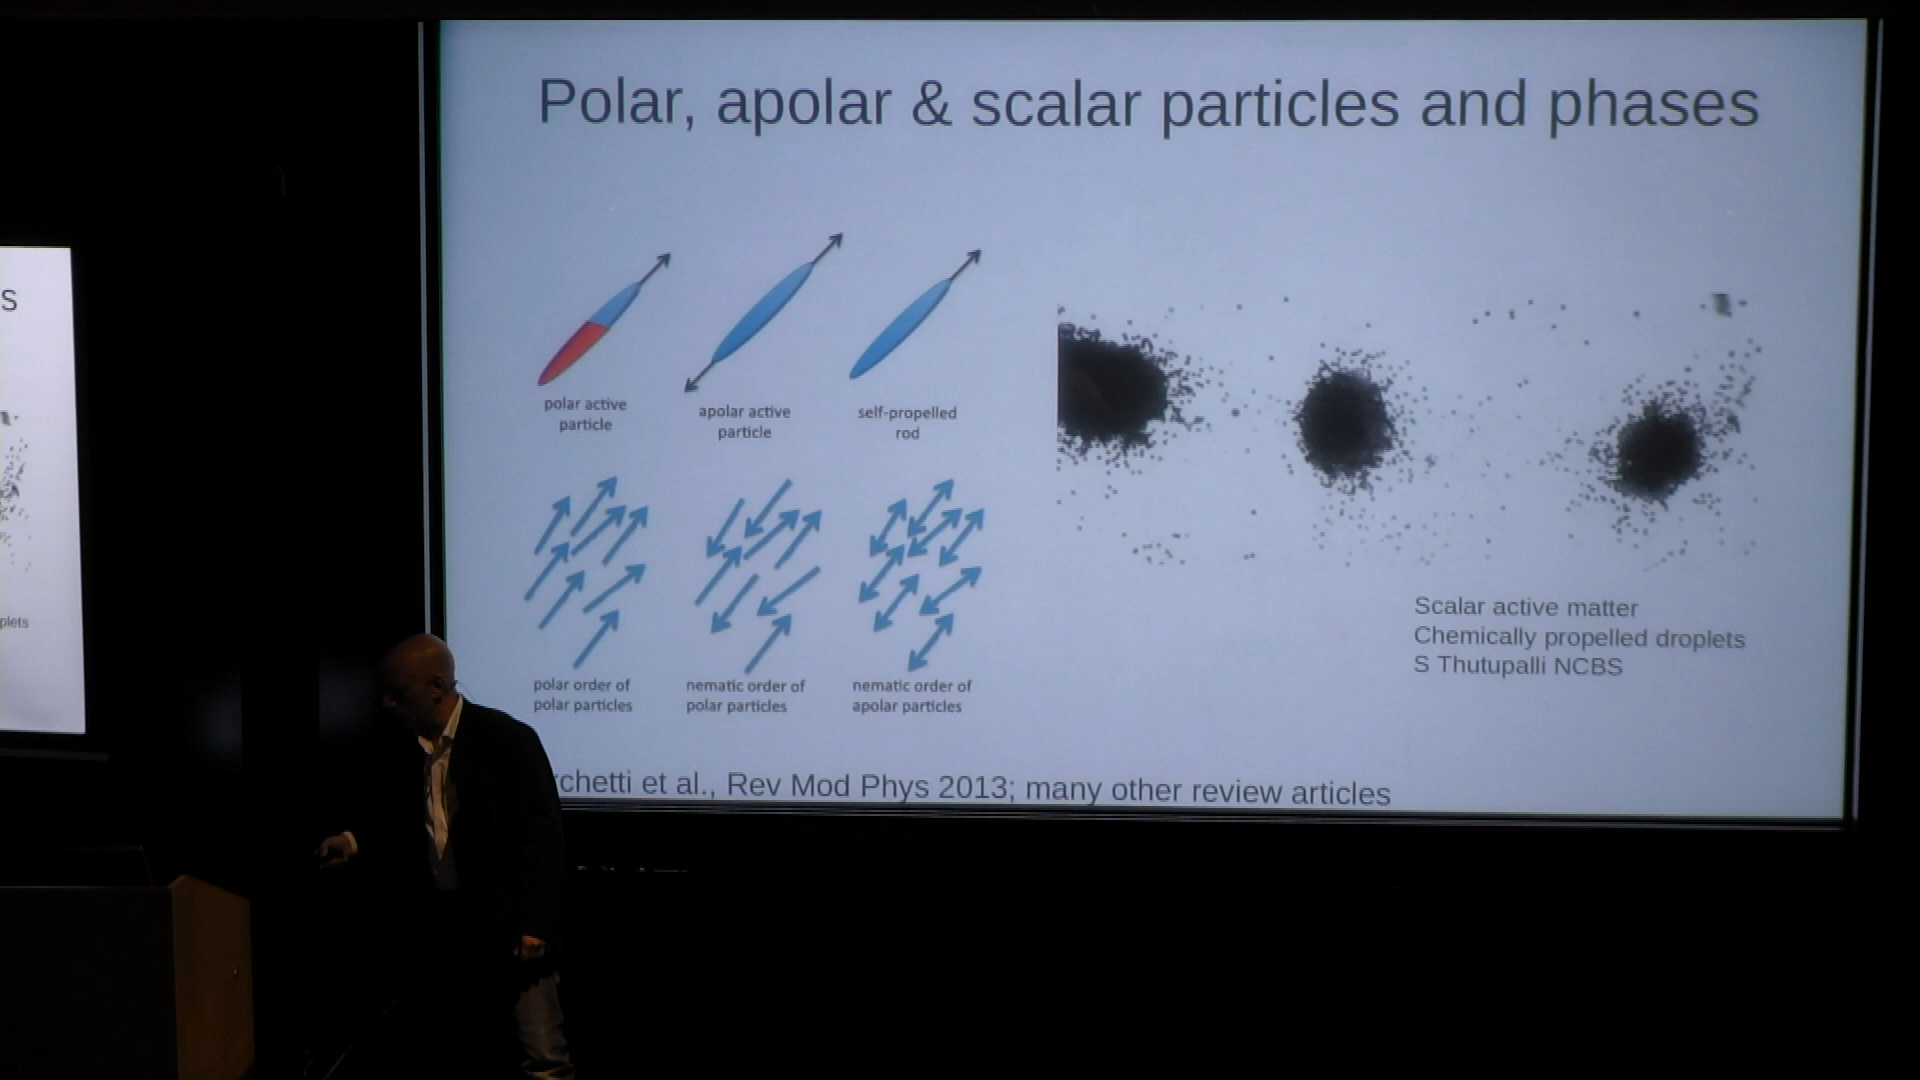 Polar, apolar & scalar particles and phases
polar active
particle
apolar active
particle
self-propelled
rod
polar order of
polar particles
nematic order of
polar particles
nematic order of
apolar particles
Scalar active matter
Chemically propelled droplets
S Thutupalli NCBS
rchetti et al., Rev Mod Phys 2013; many other review articles
s
plets